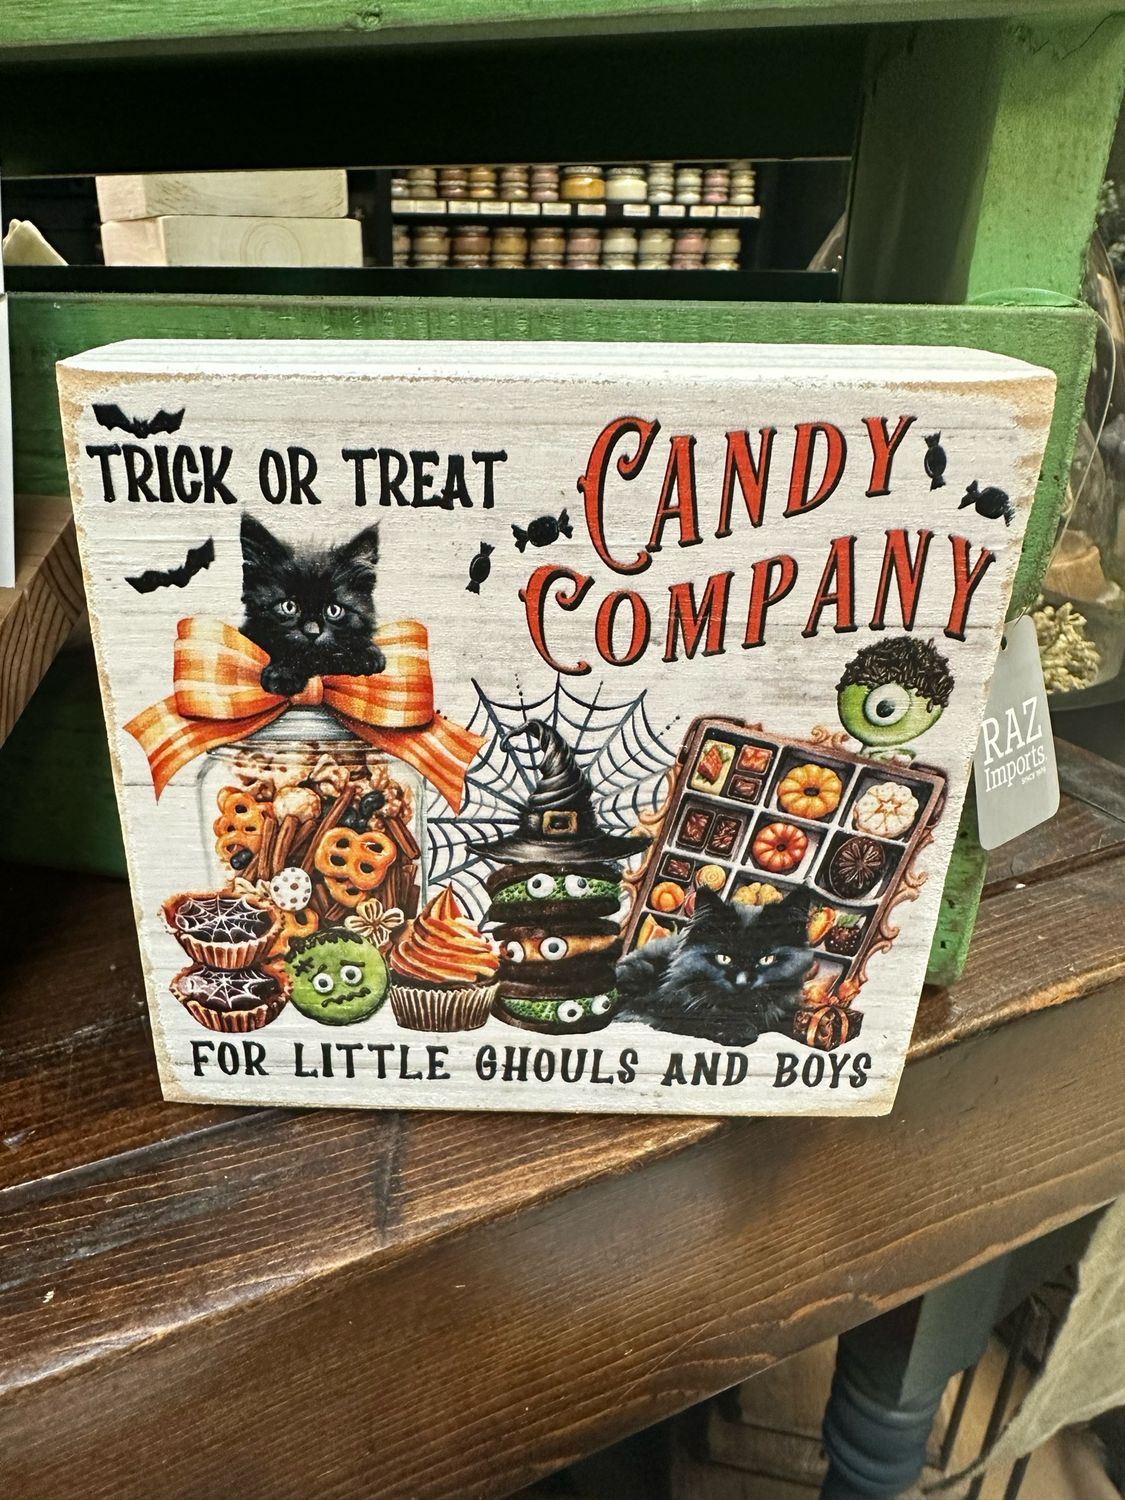 TRICK OR TREAT
CANDY
COMPANY
FOR LITTLE GHOULS AND BOYS
RAZ
Imports.